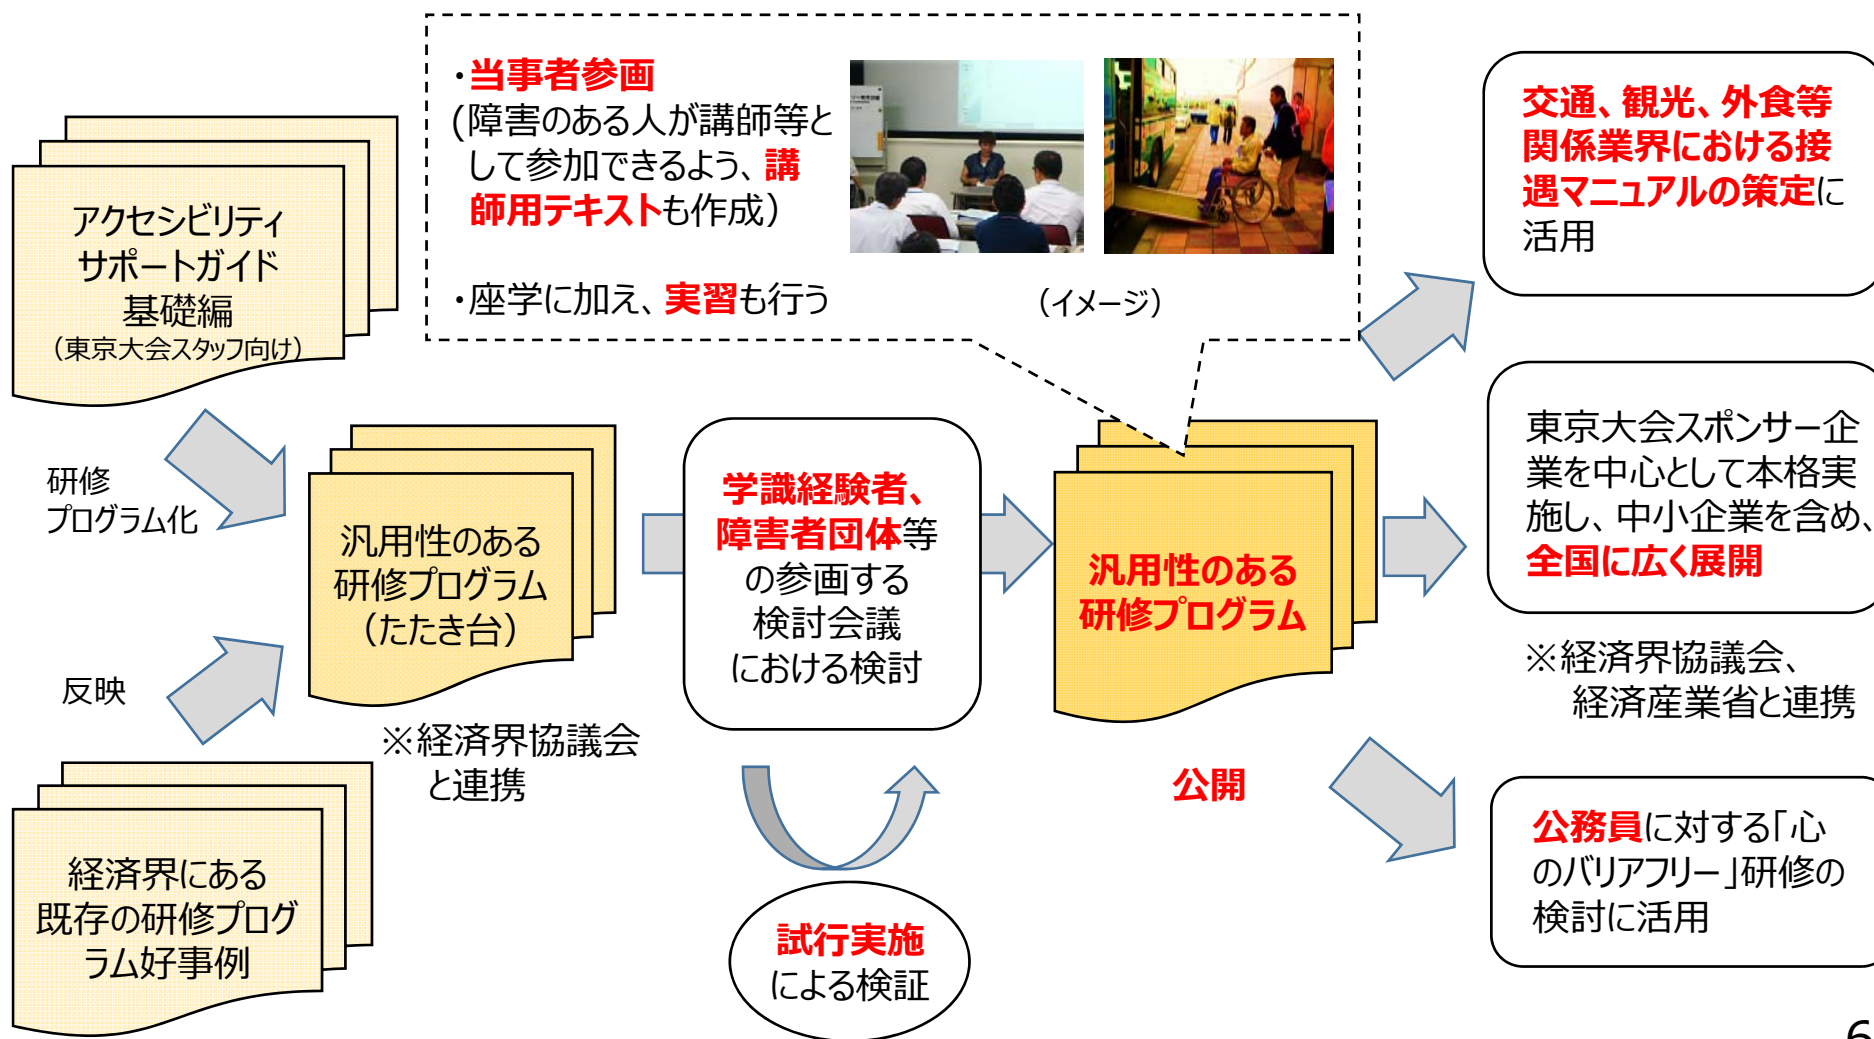 ・当事者参画
(障害のある人が講師等と
して参加できるよう、講
師用テキストも作成）
・座学に加え、実習も行う
（イメージ）
アクセシビリティ
サポートガイド
基礎編
（東京大会スタッフ向け）
研修
プログラム化
反映
経済界にある
既存の研修プログ
ラム好事例
汎用性のある
研修プログラム
（たたき台）
※経済界協議会
と連携
学識経験者、
障害者団体等
の参画する
検討会議
における検討
試行実施
による検証
汎用性のある
研修プログラム
公開
交通、観光、外食等
関係業界における接
遇マニュアルの策定に
活用
東京大会スポンサー企
業を中心として本格実
施し、中小企業を含め、
全国に広く展開
※経済界協議会、
経済産業省と連携
公務員に対する「心
のバリアフリー」研修の
検討に活用
6